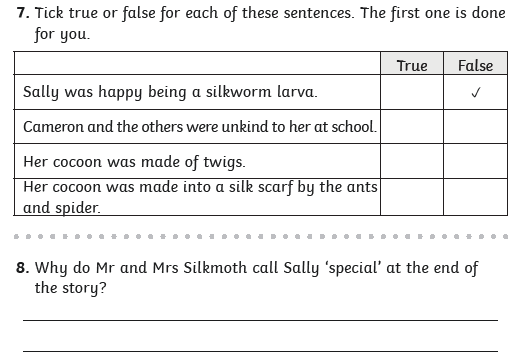 7. Tick true or false for each of these sentences. The first one is done
for you.
True False
Sally was happy being a silkworm larva. ✓
Cameron and the others were unkind to her at school.
Her cocoon was made of twigs.
Her cocoon was made into a silk scarf by the ants
and spider.
8. Why do Mr and Mrs Silkmoth call Sally ‘special’ at the end of
the story?